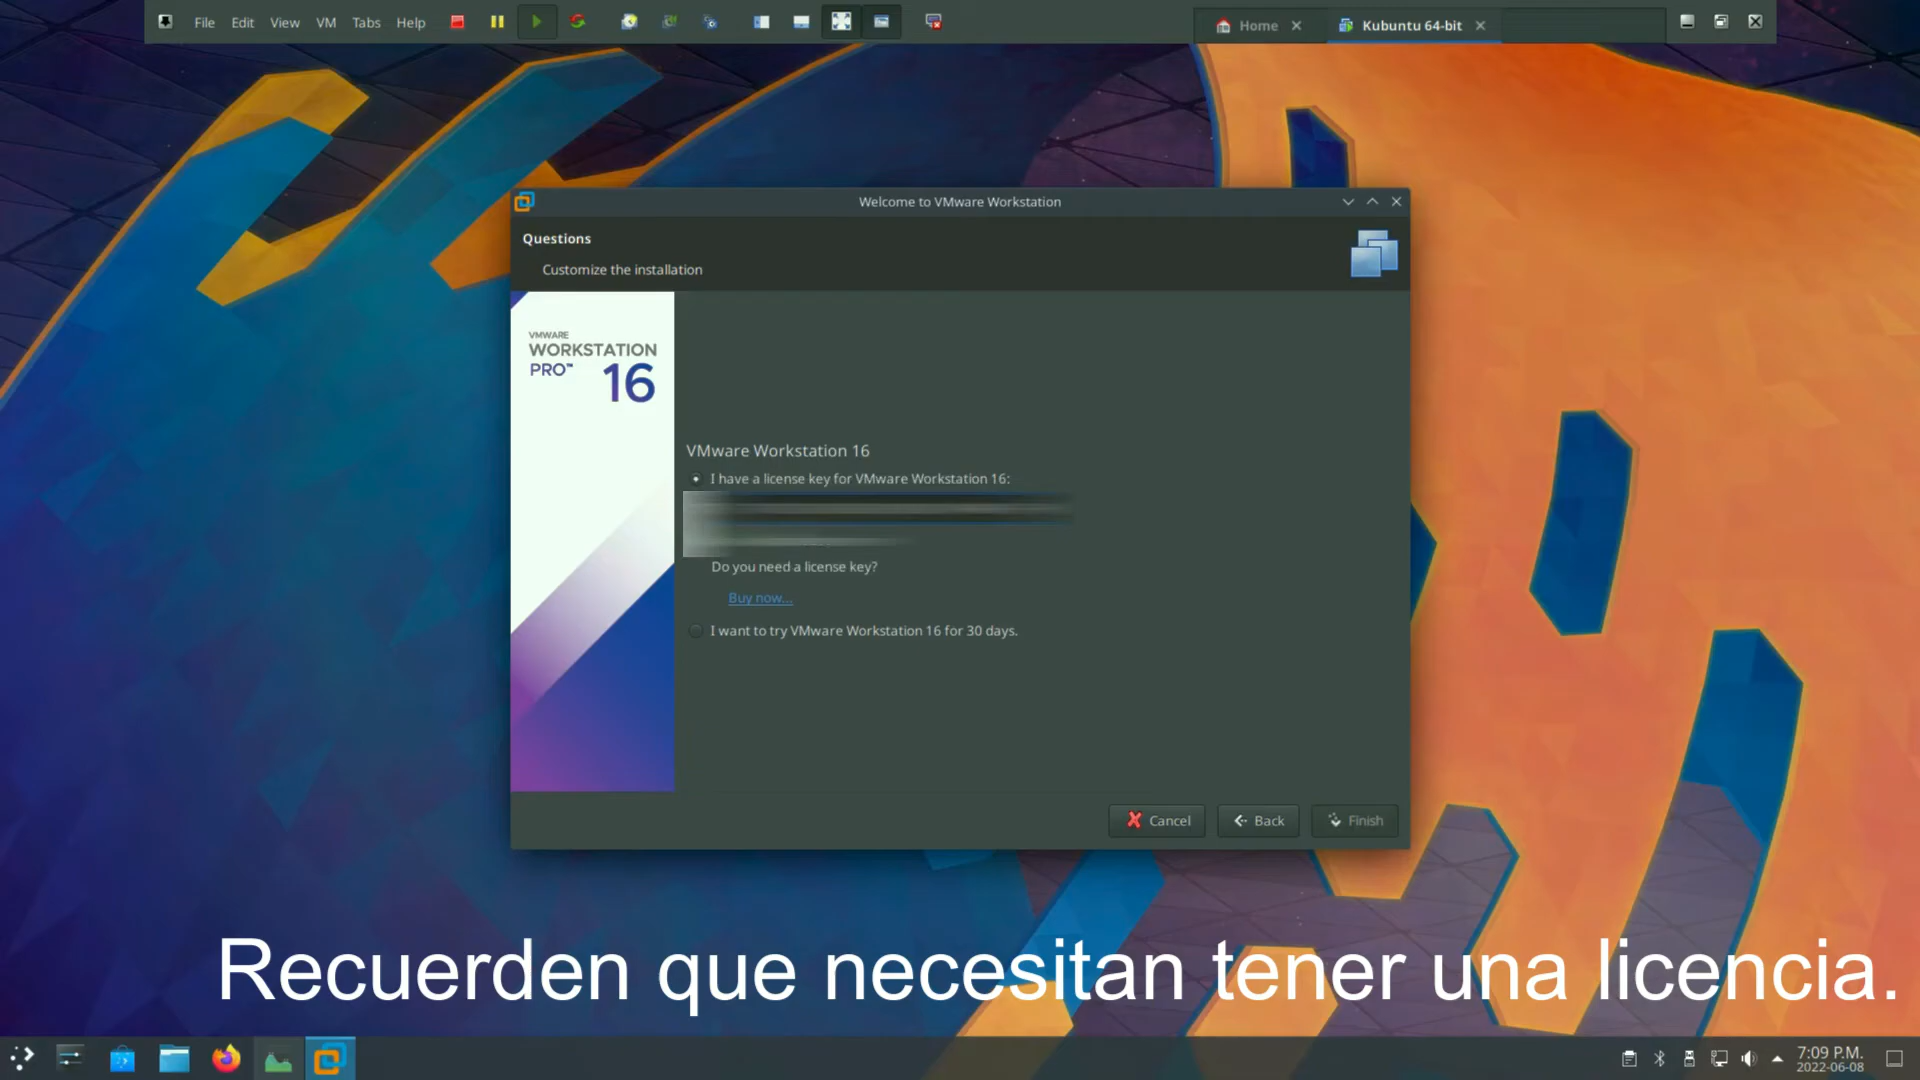 File Edit View VM Tabs Help
Home
Kubuntu 64-bit
Welcome to VMware Workstation
Questions
Customize the installation
VMWARE
WORKSTATION
PRO™ 16
VMware Workstation 16
I have a license key for VMware Workstation 16:
Do you need a license key?
Buy now...
I want to try VMware Workstation 16 for 30 days.
Cancel
Back
Finish
Recuerden que necesitan tener una licencia.
7:09 P.M.
2022-06-08